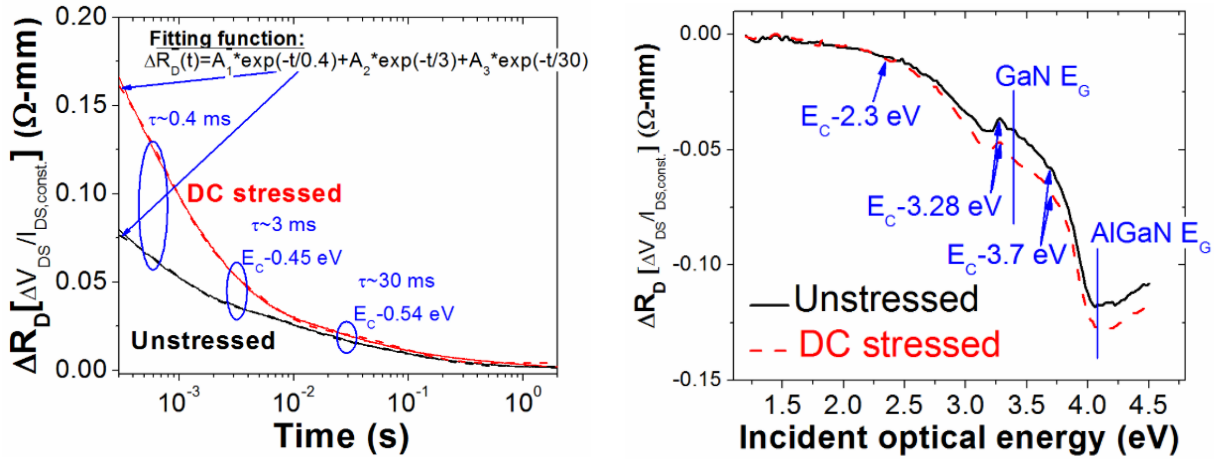 0.20
0.15
0.10
0.05
0.00
ΔR_D[ΔV_DS/I_DS,const.] (Ω-mm)
Fitting function:
ΔR_D(t)=A_1*exp(-t/0.4)+A_2*exp(-t/3)+A_3*exp(-t/30)
τ~0.4 ms
DC stressed
τ~3 ms
E_C-0.45 eV
τ~30 ms
E_C-0.54 eV
Unstressed
10^-3 10^-2 10^-1 10^0
Time (s)
0.00
-0.05
-0.10
-0.15
ΔR_D [ΔV_DS/I_DS,const.] (Ω-mm)
GaN E_G
E_C-2.3 eV
E_C-3.28 eV
E_C-3.7 eV
AlGaN E_G
Unstressed
DC stressed
1.5 2.0 2.5 3.0 3.5 4.0 4.5
Incident optical energy (eV)